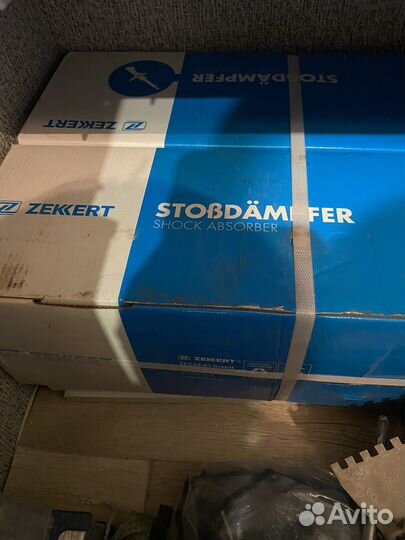 STOẞDÄMPFER
ZEKKERT
ZEKKERT
STOẞDÄMPFER
SHOCK ABSORBER
ZEKKERT
ZEKKERT GmbH
Avito